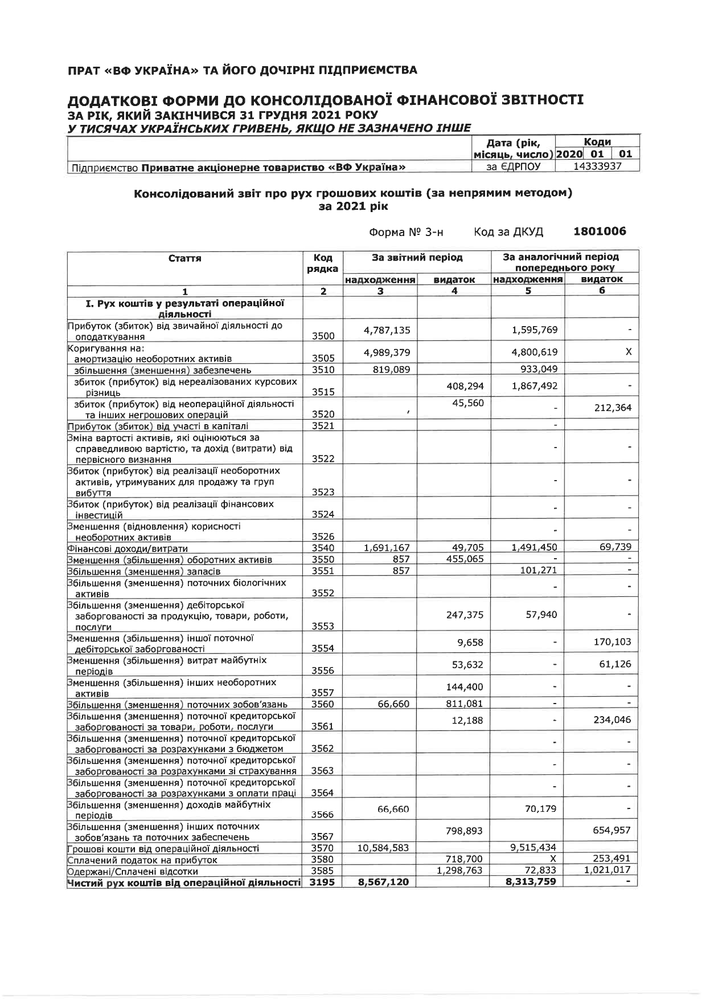 ПРАТ «ВФ УКРАЇНА» ТА ЙОГО ДОЧІРНІ ПІДПРИЄМСТВА
ДОДАТКОВІ ФОРМИ ДО КОНСОЛІДОВАНОЇ ФІНАНСОВОЇ ЗВІТНОСТІ
ЗА РІК, ЯКИЙ ЗАКІНЧИВСЯ 31 ГРУДНЯ 2021 РОКУ
У ТИСЯЧАХ УКРАЇНСЬКИХ ГРИВЕНЬ, ЯКЩО НЕ ЗАЗНАЧЕНО ІНШЕ
Дата (рік, Коди
місяць, число) 2020 01 01
Підприємство Приватне акціонерне товариство «ВФ Україна» за ЄДРПОУ 14333937
Консолідований звіт про рух грошових коштів (за непрямим методом)
за 2021 рік
Форма № 3-н Код за ДКУД 1801006
Стаття Код За звітний період За аналогічний період
рядка попереднього року
надходження видаток надходження видаток
1 2 3 4 5 6
І. Рух коштів у результаті операційної
діяльності
Прибуток (збиток) від звичайної діяльності до
оподаткування 3500 4,787,135 1,595,769 -
Коригування на:
амортизацію необоротних активів 3505 4,989,379 4,800,619 X
збільшення (зменшення) забезпечень 3510 819,089 933,049
збиток (прибуток) від нереалізованих курсових
різниць 3515 408,294 1,867,492 -
збиток (прибуток) від неопераційної діяльності
та інших негрошових операцій 3520 45,560 - 212,364
Прибуток (збиток) від участі в капіталі 3521 -
Зміна вартості активів, які оцінюються за
справедливою вартістю, та дохід (витрати) від
первісного визнання 3522 - -
Збиток (прибуток) від реалізації необоротних
активів, утримуваних для продажу та груп
вибуття 3523 - -
Збиток (прибуток) від реалізації фінансових
інвестицій 3524 - -
Зменшення (відновлення) корисності
необоротних активів 3526 - -
Фінансові доходи/витрати 3540 1,691,167 49,705 1,491,450 69,739
Зменшення (збільшення) оборотних активів 3550 857 455,065 - -
Збільшення (зменшення) запасів 3551 857 101,271 -
Збільшення (зменшення) поточних біологічних
активів 3552 - -
Збільшення (зменшення) дебіторської
заборгованості за продукцію, товари, роботи,
послуги 3553 247,375 57,940 -
Зменшення (збільшення) іншої поточної
дебіторської заборгованості 3554 9,658 - 170,103
Зменшення (збільшення) витрат майбутніх
періодів 3556 53,632 - 61,126
Зменшення (збільшення) інших необоротних
активів 3557 144,400 - -
Збільшення (зменшення) поточних зобов’язань 3560 66,660 811,081 - -
Збільшення (зменшення) поточної кредиторської
заборгованості за товари, роботи, послуги 3561 12,188 - 234,046
Збільшення (зменшення) поточної кредиторської
заборгованості за розрахунками з бюджетом 3562 - -
Збільшення (зменшення) поточної кредиторської
заборгованості за розрахунками зі страхування 3563 - -
Збільшення (зменшення) поточної кредиторської
заборгованості за розрахунками з оплати праці 3564 - -
Збільшення (зменшення) доходів майбутніх
періодів 3566 66,660 70,179 -
Збільшення (зменшення) інших поточних
зобов’язань та поточних забеспечень 3567 798,893 654,957
Грошові кошти від операційної діяльності 3570 10,584,583 9,515,434
Сплачений податок на прибуток 3580 718,700 X 253,491
Одержані/Сплачені відсотки 3585 1,298,763 72,833 1,021,017
Чистий рух коштів від операційної діяльності 3195 8,567,120 8,313,759 -